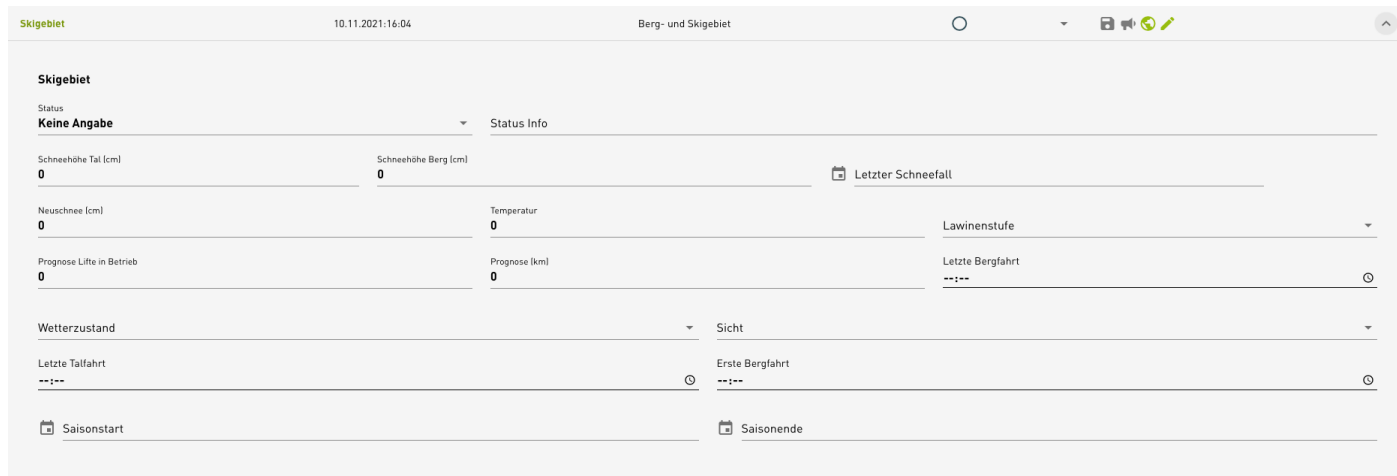 Skigebiet 10.11.2021:16:04 Berg- und Skigebiet
Skigebiet
Status
Keine Angabe Status Info
Schneehöhe Tal (cm) Schneehöhe Berg (cm)
0 0 Letzter Schneefall
Neuschnee (cm) Temperatur
0 0 Lawinenstufe
Prognose Lifte in Betrieb Prognose (km) Letzte Bergfahrt
0 0 --:--
Wetterzustand Sicht
Letzte Talfahrt Erste Bergfahrt
--:-- --:--
Saisonstart Saisonende